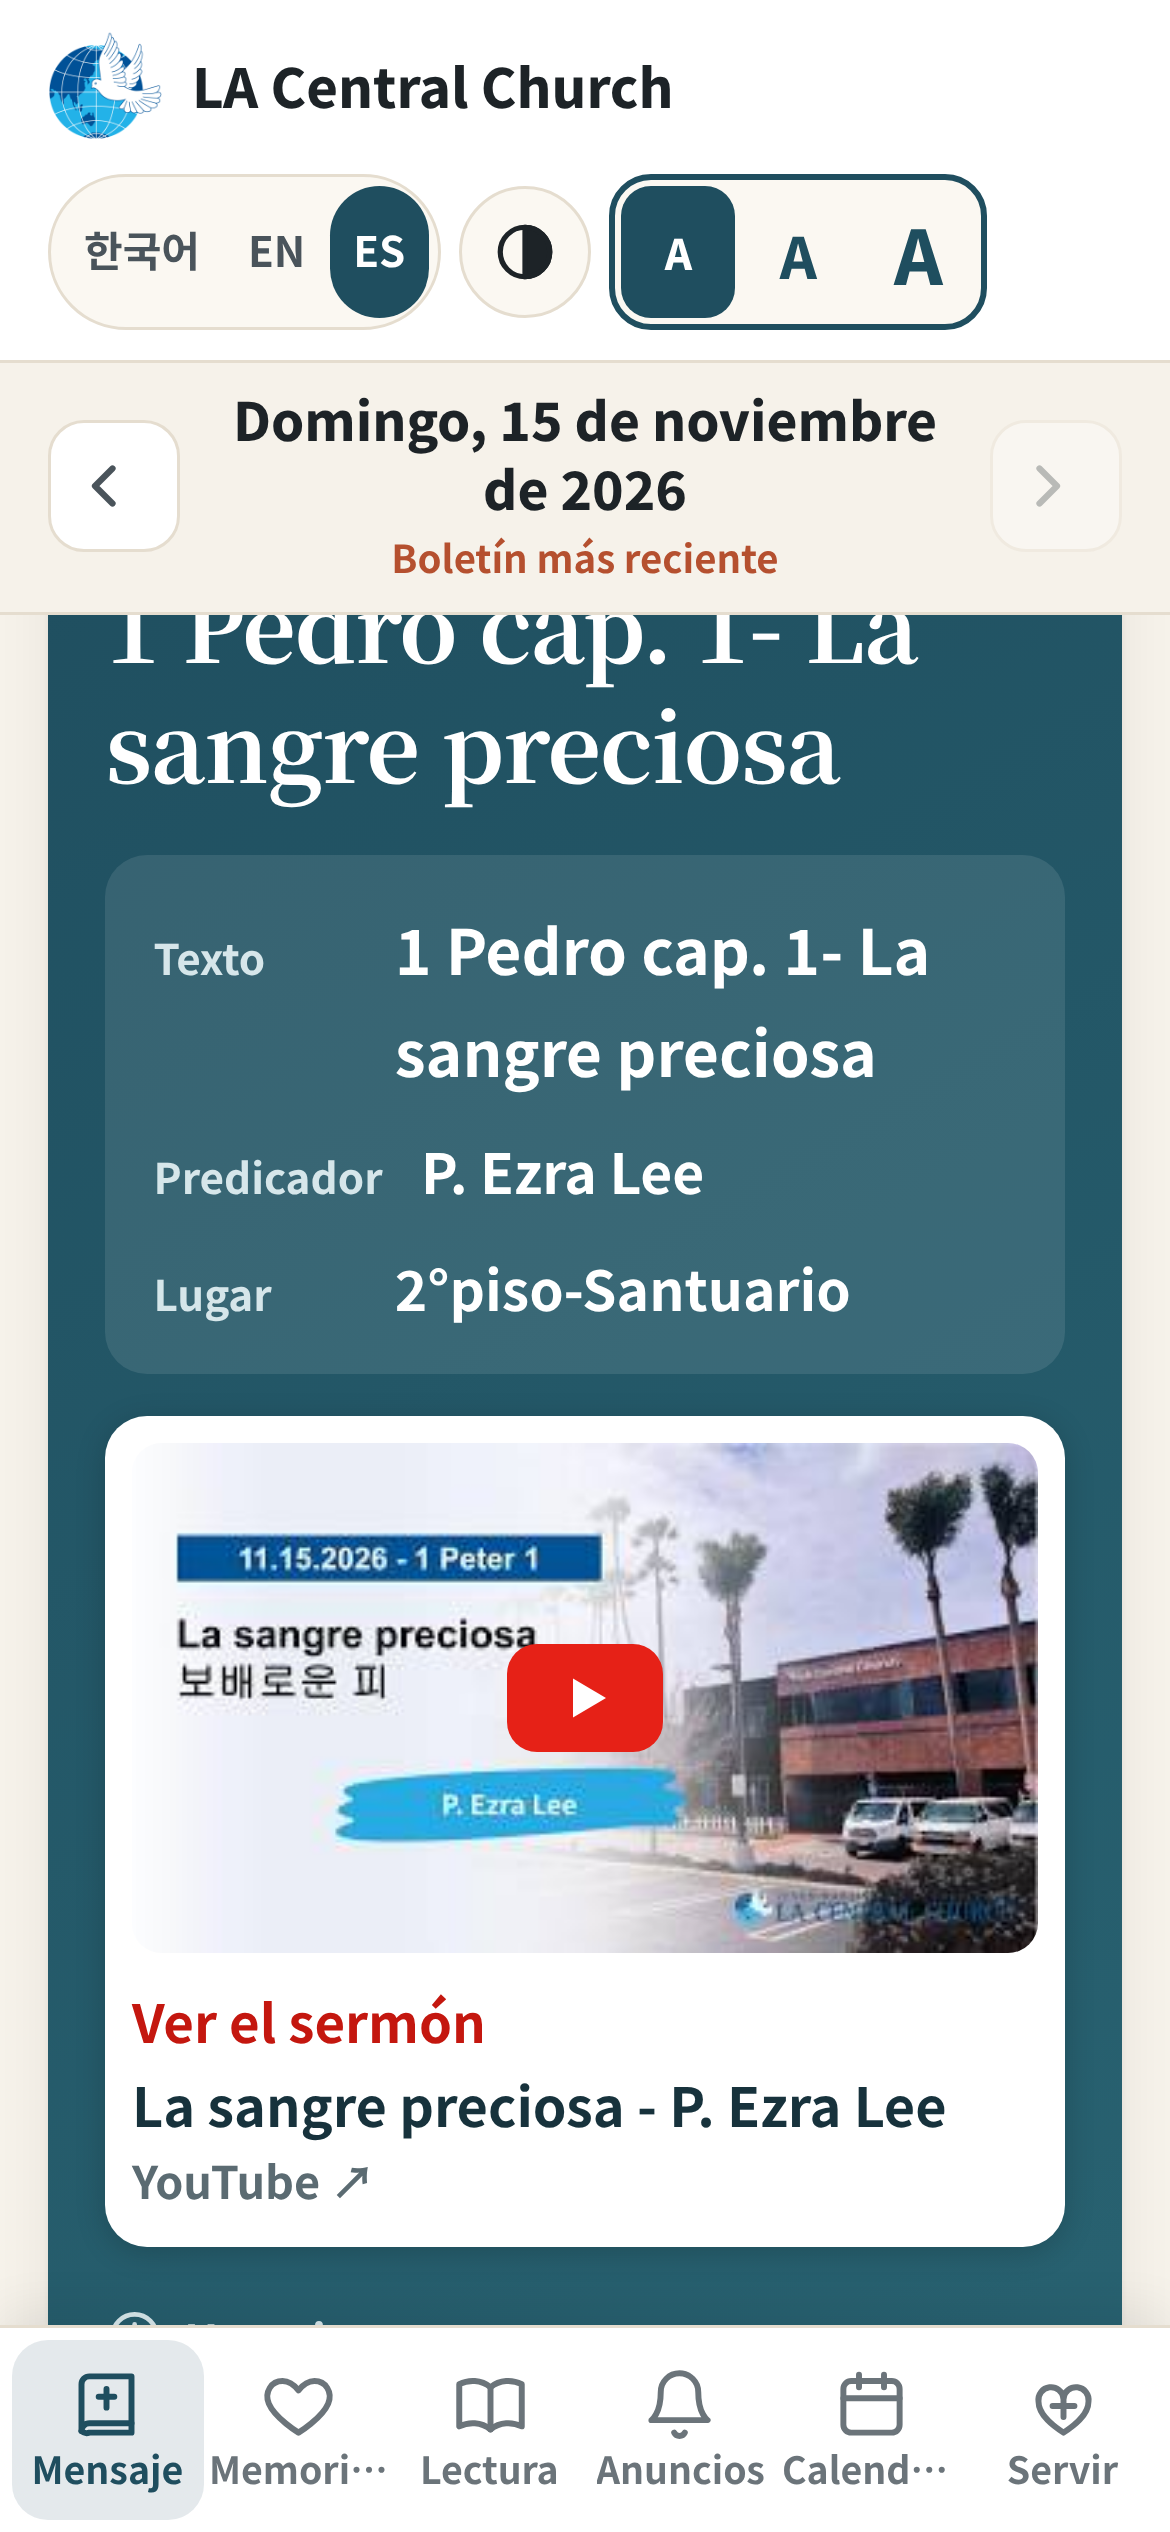 LA Central Church
한국어 EN ES A A A
Domingo, 15 de noviembre
de 2026
Boletín más reciente
1 Pedro cap. 1- La
sangre preciosa
Texto 1 Pedro cap. 1- La
sangre preciosa
Predicador P. Ezra Lee
Lugar 2°piso-Santuario
11.15.2026 - 1 Peter 1
La sangre preciosa
보배로운 피
P. Ezra Lee
LA CENTRAL CHURCH
Ver el sermón
La sangre preciosa - P. Ezra Lee
YouTube ↗
Mensaje Memori··· Lectura Anuncios Calend··· Servir